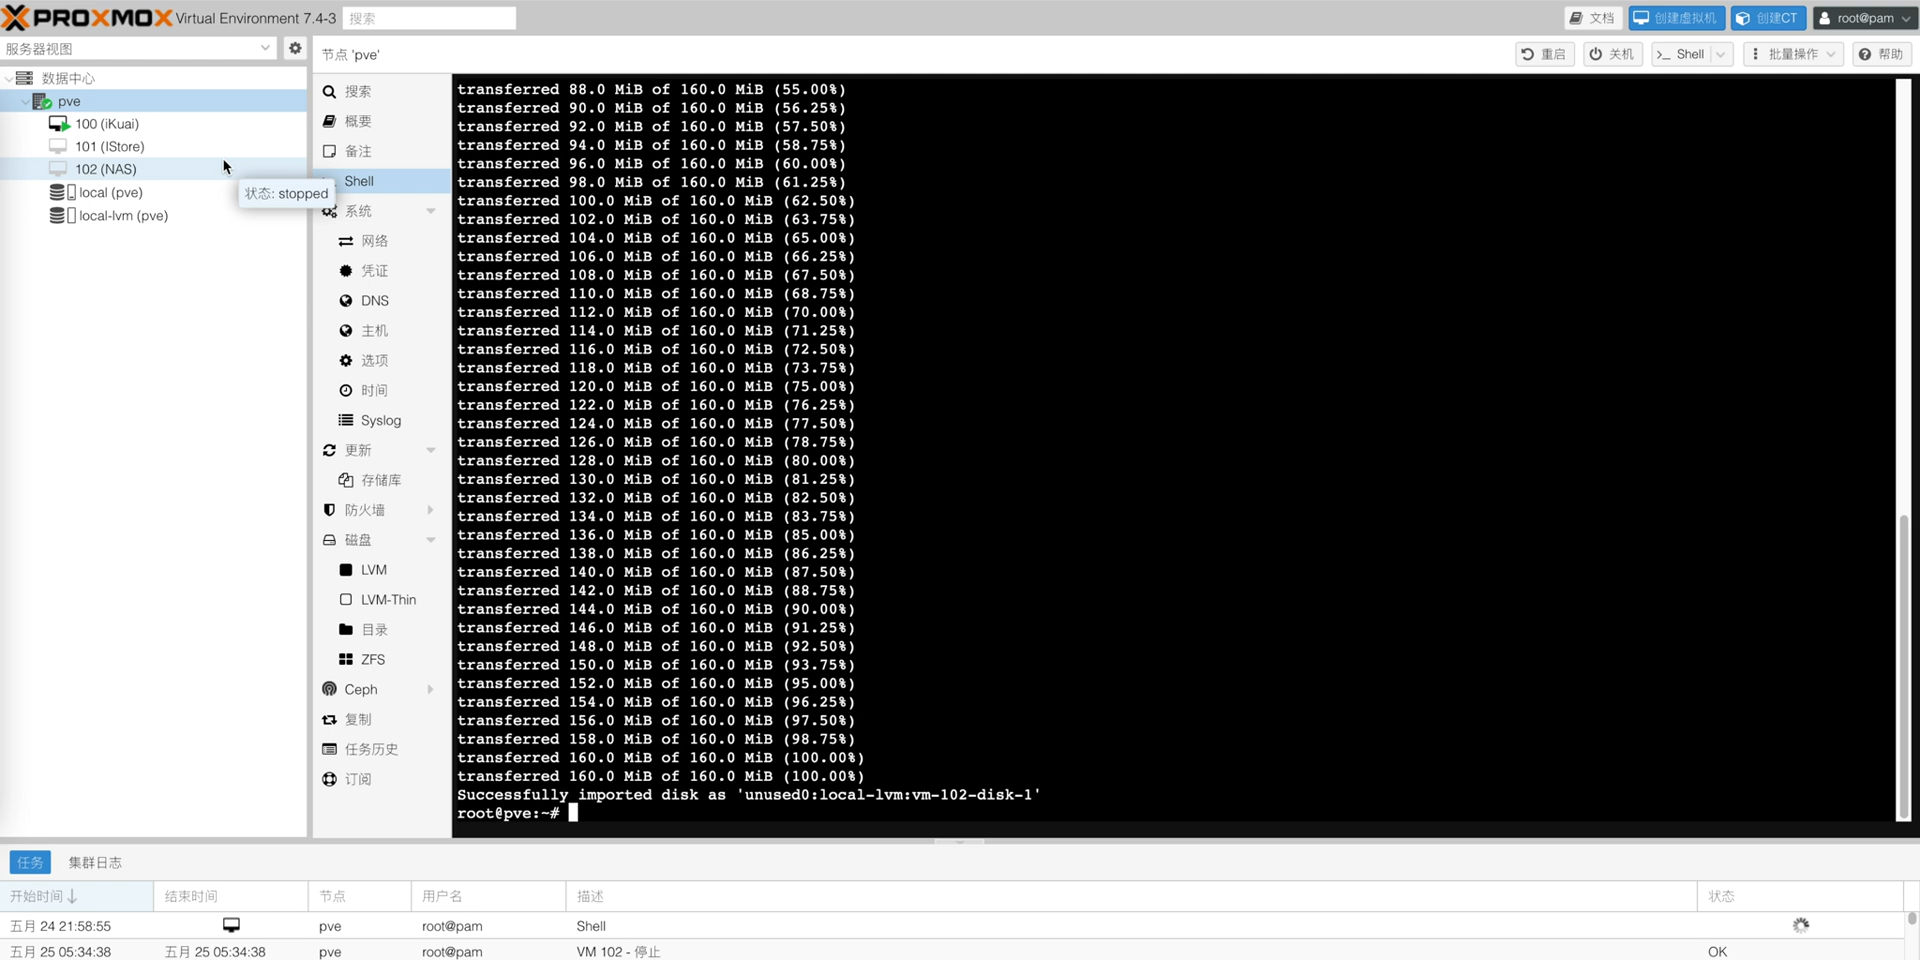 PROXMOX Virtual Environment 7.4-3 搜索 文档 创建虚拟机 创建CT root@pam
服务器视图
节点 'pve' 重启 关机 >_ Shell 批量操作 帮助
数据中心
pve
100 (iKuai)
101 (IStore)
102 (NAS)
local (pve)
local-lvm (pve)
状态: stopped
搜索
概要
备注
Shell
系统
网络
凭证
DNS
主机
选项
时间
Syslog
更新
存储库
防火墙
磁盘
LVM
LVM-Thin
目录
ZFS
Ceph
复制
任务历史
订阅
transferred 88.0 MiB of 160.0 MiB (55.00%)
transferred 90.0 MiB of 160.0 MiB (56.25%)
transferred 92.0 MiB of 160.0 MiB (57.50%)
transferred 94.0 MiB of 160.0 MiB (58.75%)
transferred 96.0 MiB of 160.0 MiB (60.00%)
transferred 98.0 MiB of 160.0 MiB (61.25%)
transferred 100.0 MiB of 160.0 MiB (62.50%)
transferred 102.0 MiB of 160.0 MiB (63.75%)
transferred 104.0 MiB of 160.0 MiB (65.00%)
transferred 106.0 MiB of 160.0 MiB (66.25%)
transferred 108.0 MiB of 160.0 MiB (67.50%)
transferred 110.0 MiB of 160.0 MiB (68.75%)
transferred 112.0 MiB of 160.0 MiB (70.00%)
transferred 114.0 MiB of 160.0 MiB (71.25%)
transferred 116.0 MiB of 160.0 MiB (72.50%)
transferred 118.0 MiB of 160.0 MiB (73.75%)
transferred 120.0 MiB of 160.0 MiB (75.00%)
transferred 122.0 MiB of 160.0 MiB (76.25%)
transferred 124.0 MiB of 160.0 MiB (77.50%)
transferred 126.0 MiB of 160.0 MiB (78.75%)
transferred 128.0 MiB of 160.0 MiB (80.00%)
transferred 130.0 MiB of 160.0 MiB (81.25%)
transferred 132.0 MiB of 160.0 MiB (82.50%)
transferred 134.0 MiB of 160.0 MiB (83.75%)
transferred 136.0 MiB of 160.0 MiB (85.00%)
transferred 138.0 MiB of 160.0 MiB (86.25%)
transferred 140.0 MiB of 160.0 MiB (87.50%)
transferred 142.0 MiB of 160.0 MiB (88.75%)
transferred 144.0 MiB of 160.0 MiB (90.00%)
transferred 146.0 MiB of 160.0 MiB (91.25%)
transferred 148.0 MiB of 160.0 MiB (92.50%)
transferred 150.0 MiB of 160.0 MiB (93.75%)
transferred 152.0 MiB of 160.0 MiB (95.00%)
transferred 154.0 MiB of 160.0 MiB (96.25%)
transferred 156.0 MiB of 160.0 MiB (97.50%)
transferred 158.0 MiB of 160.0 MiB (98.75%)
transferred 160.0 MiB of 160.0 MiB (100.00%)
transferred 160.0 MiB of 160.0 MiB (100.00%)
Successfully imported disk as 'unused0:local-lvm:vm-102-disk-1'
root@pve:~#
任务 集群日志
开始时间 结束时间 节点 用户名 描述 状态
五月 24 21:58:55 pve root@pam Shell
五月 25 05:34:38 五月 25 05:34:38 pve root@pam VM 102 - 停止 OK